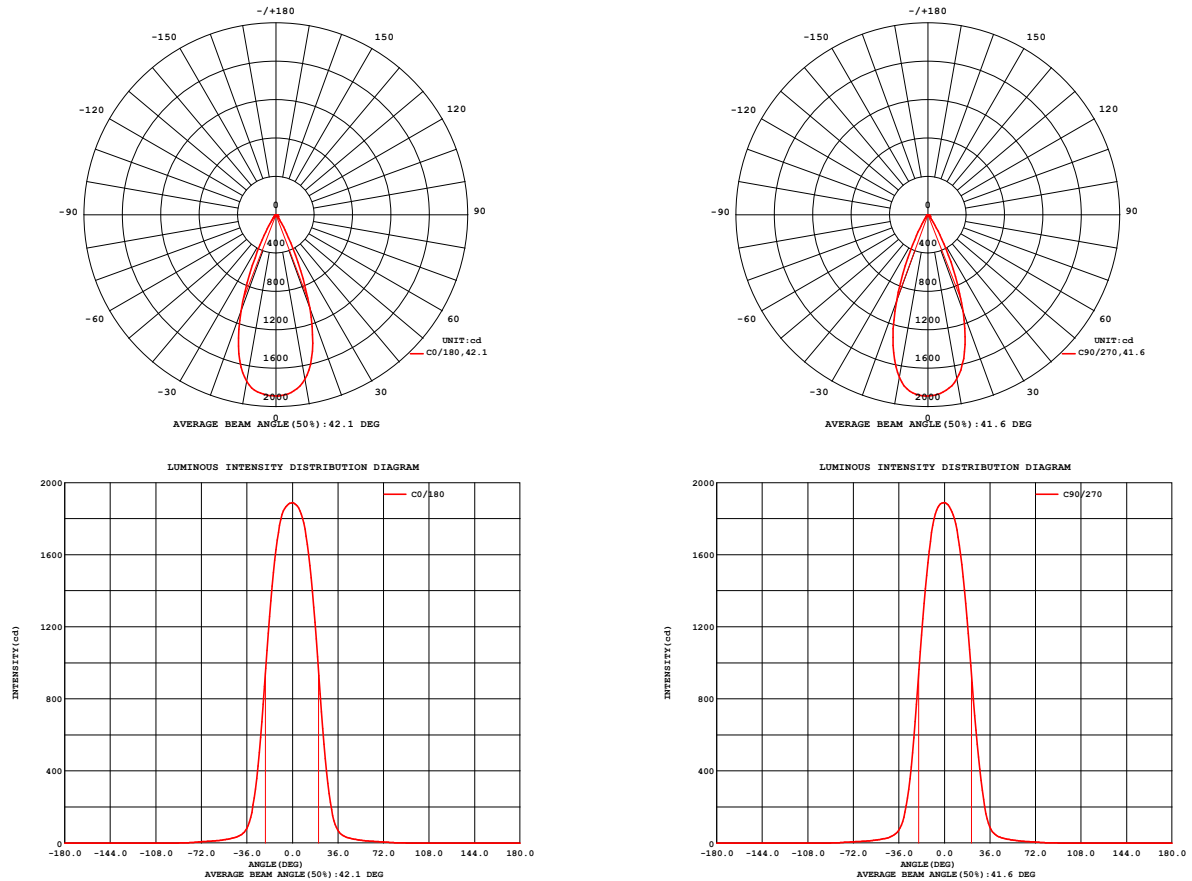 -/+180
-150 150
-120 120
-90 90
0
400
800
-60 60
1200
UNIT:cd
C0/180,42.1
1600
-30 30
2000
0
AVERAGE BEAM ANGLE(50%):42.1 DEG
-/+180
-150 150
-120 120
-90 90
0
400
800
-60 60
1200
UNIT:cd
C90/270,41.6
1600
-30 30
2000
0
AVERAGE BEAM ANGLE(50%):41.6 DEG
LUMINOUS INTENSITY DISTRIBUTION DIAGRAM
2000
C0/180
1600
1200
INTENSITY(cd)
800
400
0
-180.0 -144.0 -108.0 -72.0 -36.0 0.0 36.0 72.0 108.0 144.0 180.0
ANGLE(DEG)
AVERAGE BEAM ANGLE(50%):42.1 DEG
LUMINOUS INTENSITY DISTRIBUTION DIAGRAM
2000
C90/270
1600
1200
INTENSITY(cd)
800
400
0
-180.0 -144.0 -108.0 -72.0 -36.0 0.0 36.0 72.0 108.0 144.0 180.0
ANGLE(DEG)
AVERAGE BEAM ANGLE(50%):41.6 DEG